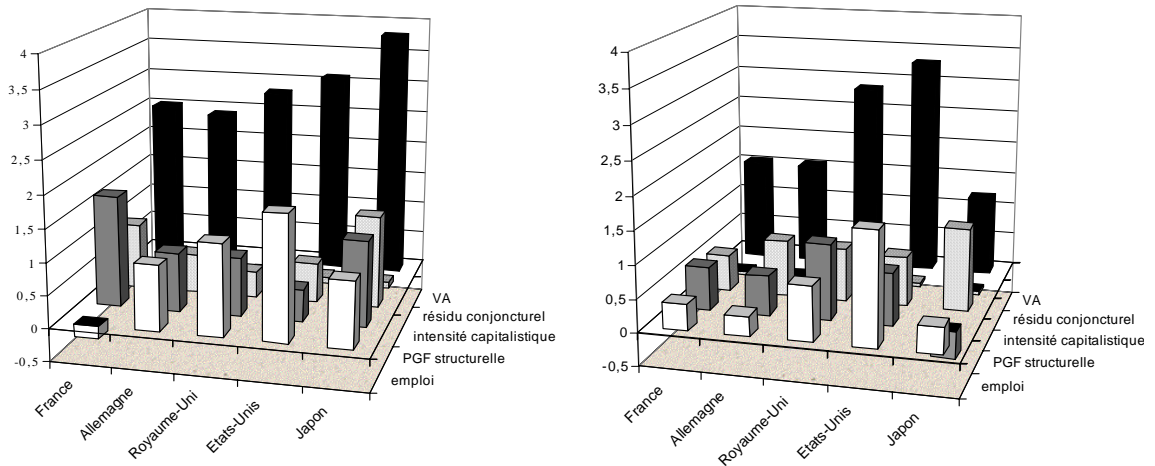 4
3,5
3
2,5
2
1,5
1
0,5
0
-0,5
France
Allemagne
Royaume-Uni
Etats-Unis
Japon
VA
résidu conjoncturel
intensité capitalistique
PGF structurelle
emploi
4
3,5
3
2,5
2
1,5
1
0,5
0
-0,5
France
Allemagne
Royaume-Uni
Etats-Unis
Japon
VA
résidu conjoncturel
intensité capitalistique
PGF structurelle
emploi